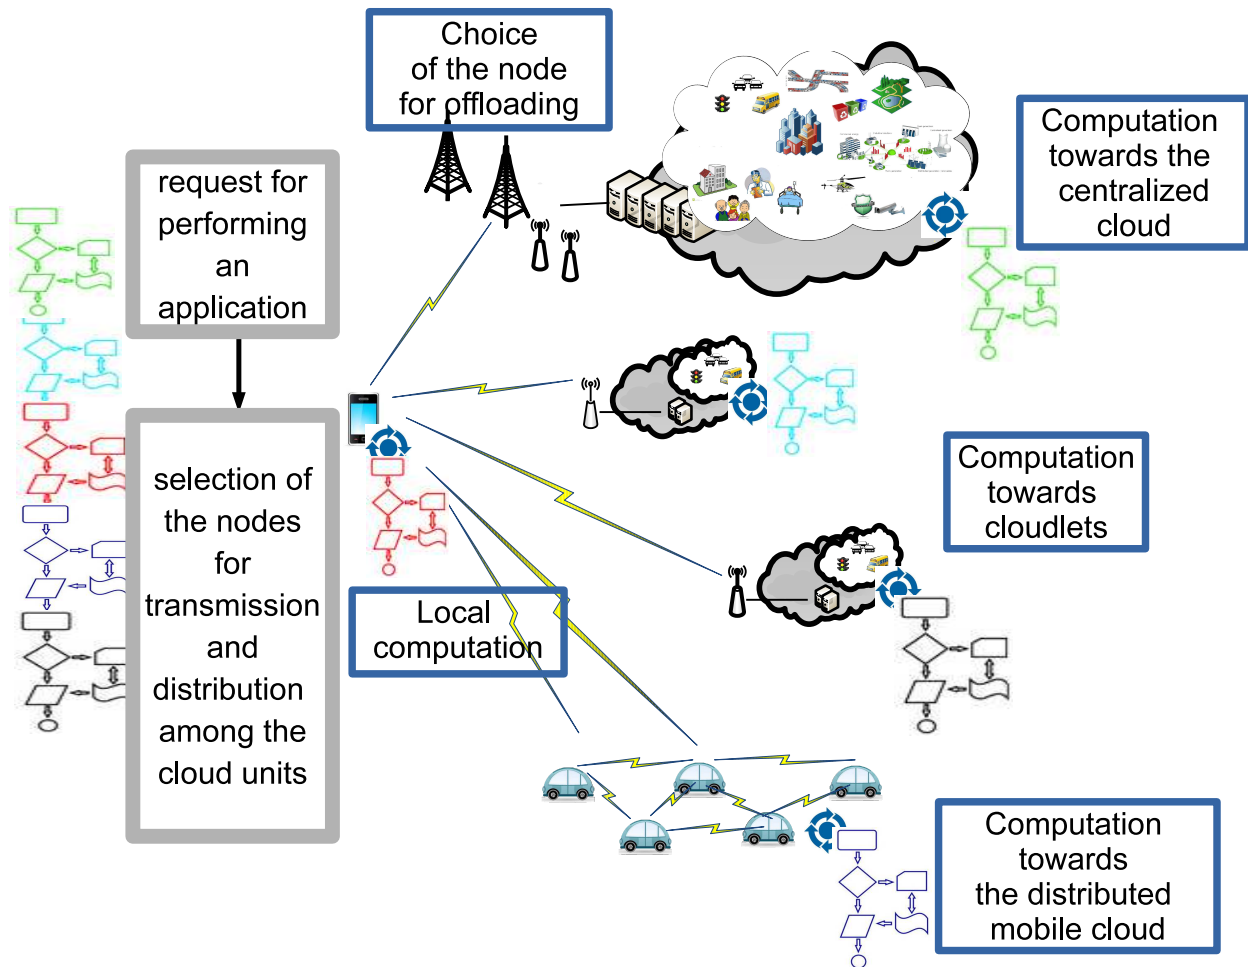 Choice
of the node
for offloading
Computation
towards the
centralized
cloud
request for
performing
an
application
selection of
the nodes
for
transmission
and
distribution
among the
cloud units
Computation
towards
cloudlets
Local
computation
Computation
towards
the distributed
mobile cloud